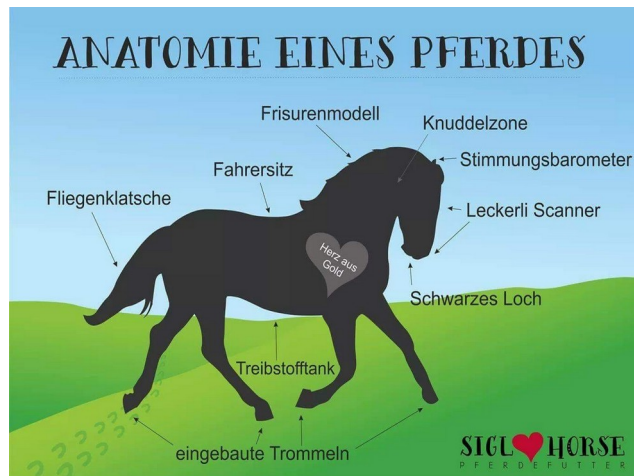 ANATOMIE EINES PFERDES
Frisurenmodell
Knuddelzone
Stimmungsbarometer
Fahrersitz
Fliegenklatsche
Leckerli Scanner
Herz aus
Gold
Schwarzes Loch
Treibstofftank
eingebaute Trommeln
SIGL HORSE
PFERDEFUTTER